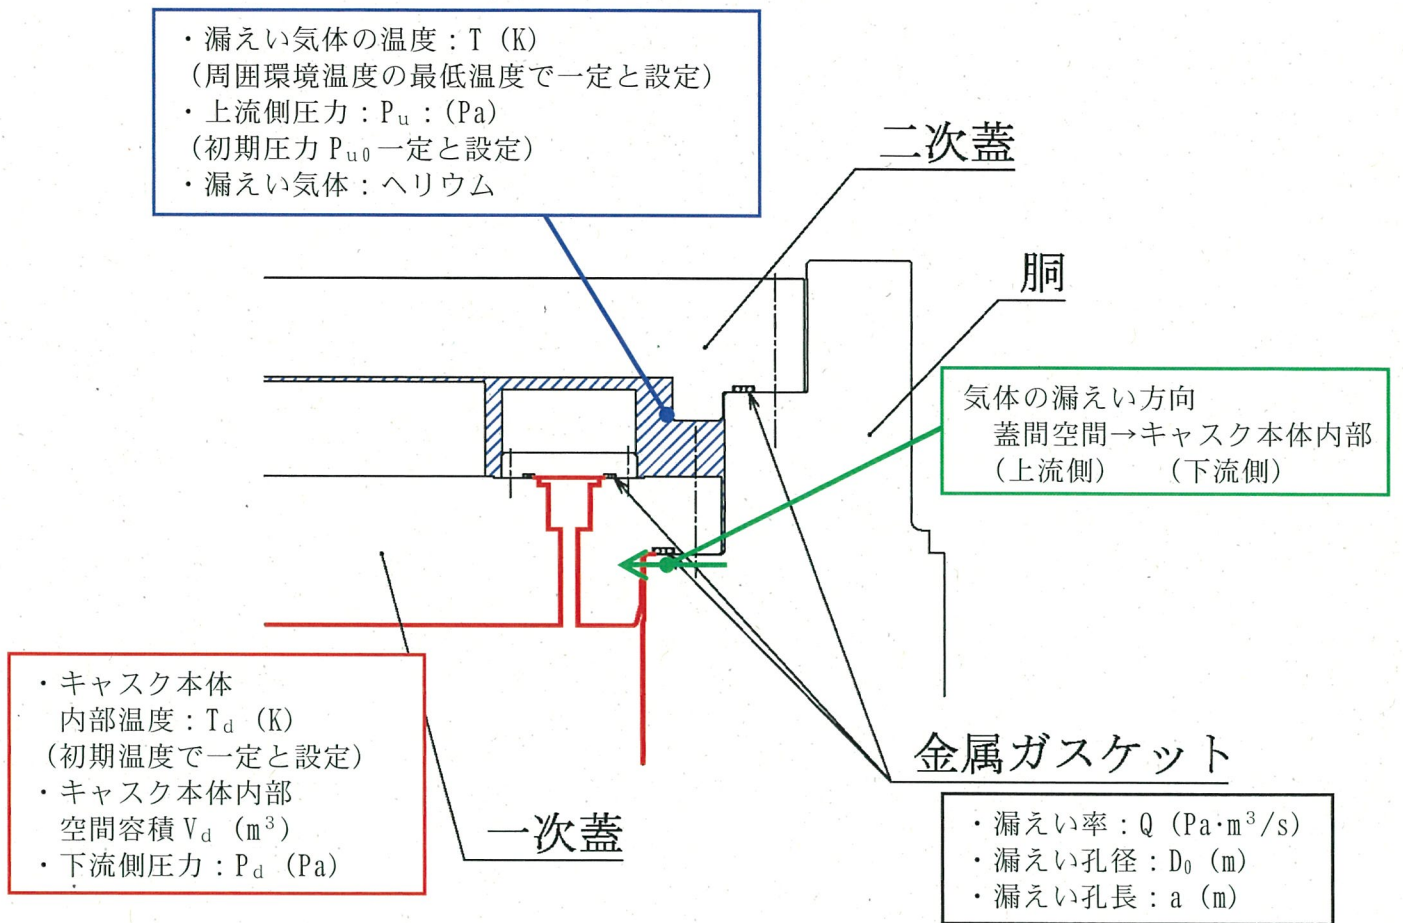 ・漏えい気体の温度：T (K)
(周囲環境温度の最低温度で一定と設定)
・上流側圧力：Pu：(Pa)
(初期圧力 Pu0 一定と設定)
・漏えい気体：ヘリウム
二次蓋
胴
気体の漏えい方向
蓋間空間→キャスク本体内部
(上流側) (下流側)
・キャスク本体
内部温度：Td (K)
(初期温度で一定と設定)
・キャスク本体内部
空間容積 Vd (m³)
・下流側圧力：Pd (Pa)
一次蓋
金属ガスケット
・漏えい率：Q (Pa·m³/s)
・漏えい孔径：D₀ (m)
・漏えい孔長：a (m)